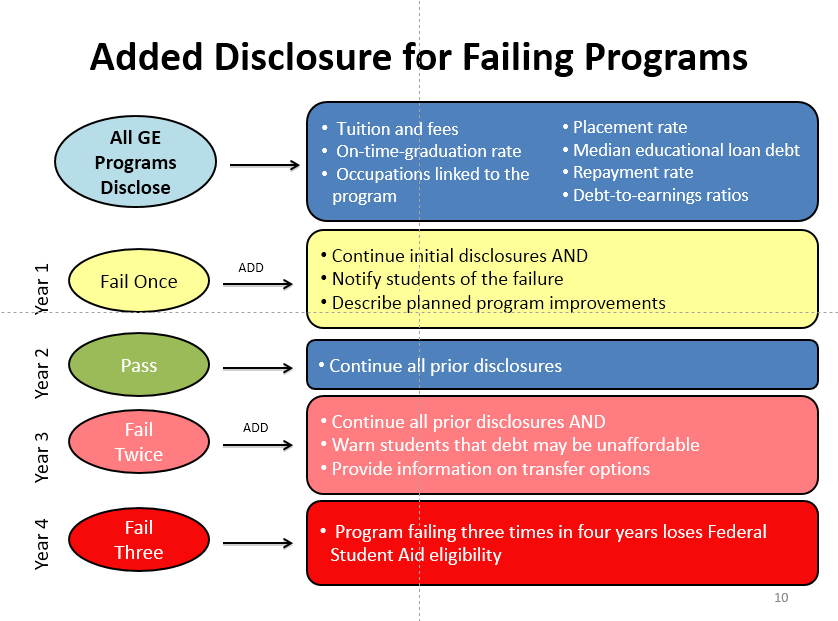 Added Disclosure for Failing Programs
All GE
Programs
Disclose
• Tuition and fees
• On-time-graduation rate
• Occupations linked to the
program
• Placement rate
• Median educational loan debt
• Repayment rate
• Debt-to-earnings ratios
Year 1
Fail Once
ADD
• Continue initial disclosures AND
• Notify students of the failure
• Describe planned program improvements
Year 2
Pass
• Continue all prior disclosures
Year 3
Fail
Twice
ADD
• Continue all prior disclosures AND
• Warn students that debt may be unaffordable
• Provide information on transfer options
Year 4
Fail
Three
• Program failing three times in four years loses Federal
Student Aid eligibility
10